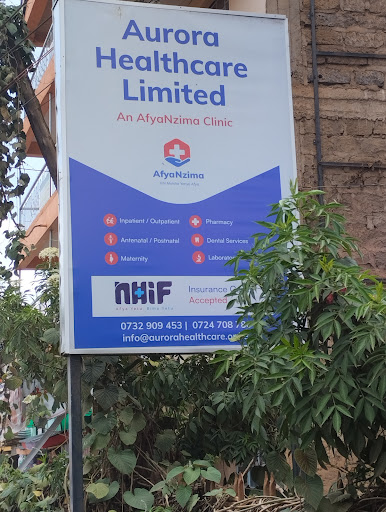 Aurora
Healthcare
Limited
An AfyaNzima Clinic
AfyaNzima
Inpatient / Outpatient
Pharmacy
Antenatal / Postnatal
Dental Services
Maternity
NHIF
Insurance
Accepted
0732 909 453 | 0724 708
info@aurorahealthcare.